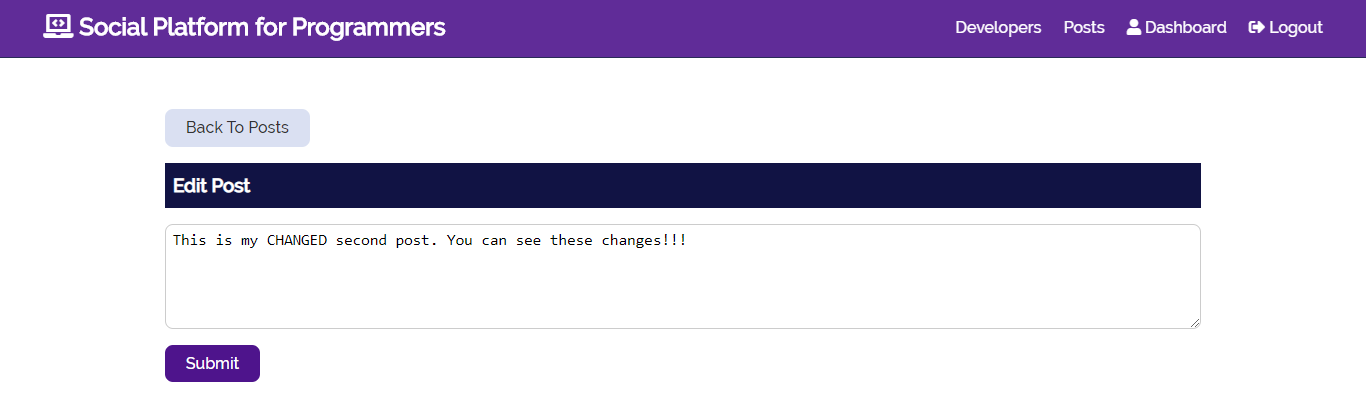 Social Platform for Programmers
Developers Posts Dashboard Logout
Back To Posts
Edit Post
This is my CHANGED second post. You can see these changes!!!
Submit